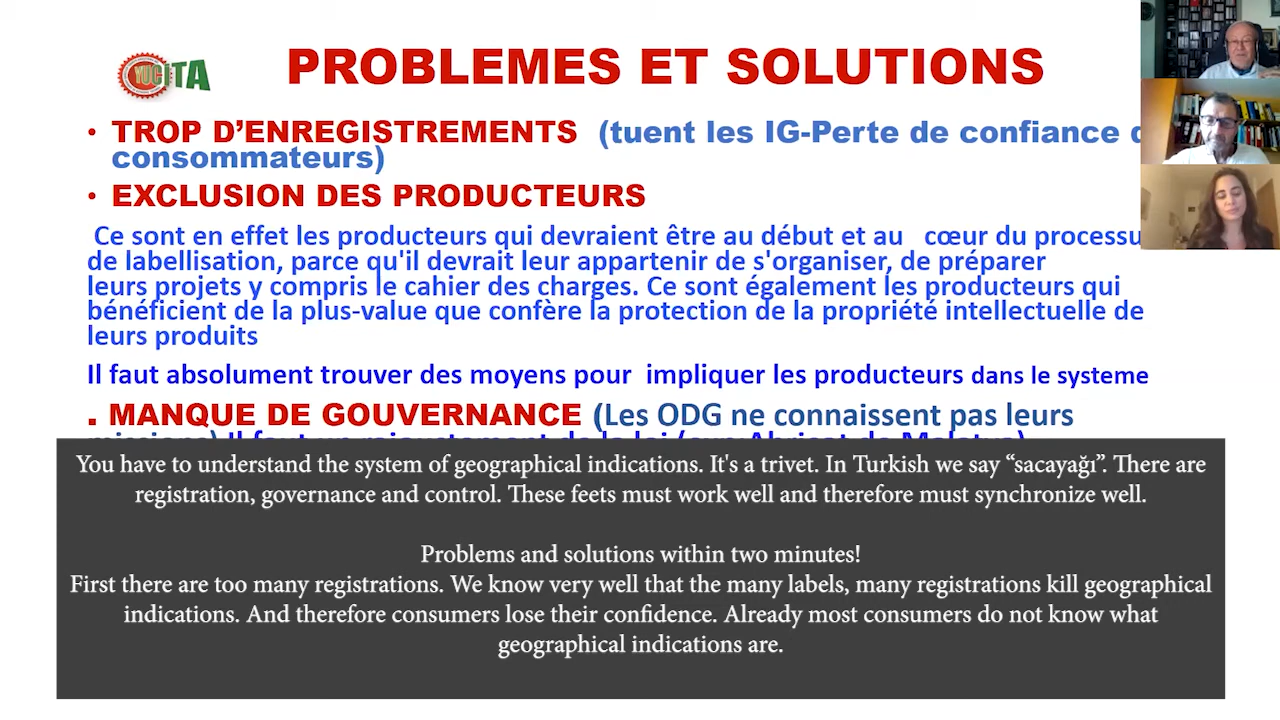 YUCITA
PROBLEMES ET SOLUTIONS
• TROP D’ENREGISTREMENTS (tuent les IG-Perte de confiance d
consommateurs)
• EXCLUSION DES PRODUCTEURS
Ce sont en effet les producteurs qui devraient être au début et au cœur du processu
de labellisation, parce qu'il devrait leur appartenir de s'organiser, de préparer
leurs projets y compris le cahier des charges. Ce sont également les producteurs qui
bénéficient de la plus-value que confère la protection de la propriété intellectuelle de
leurs produits
Il faut absolument trouver des moyens pour impliquer les producteurs dans le systeme
. MANQUE DE GOUVERNANCE (Les ODG ne connaissent pas leurs
You have to understand the system of geographical indications. It's a trivet. In Turkish we say “sacayağı”. There are
registration, governance and control. These feets must work well and therefore must synchronize well.
Problems and solutions within two minutes!
First there are too many registrations. We know very well that the many labels, many registrations kill geographical
indications. And therefore consumers lose their confidence. Already most consumers do not know what
geographical indications are.